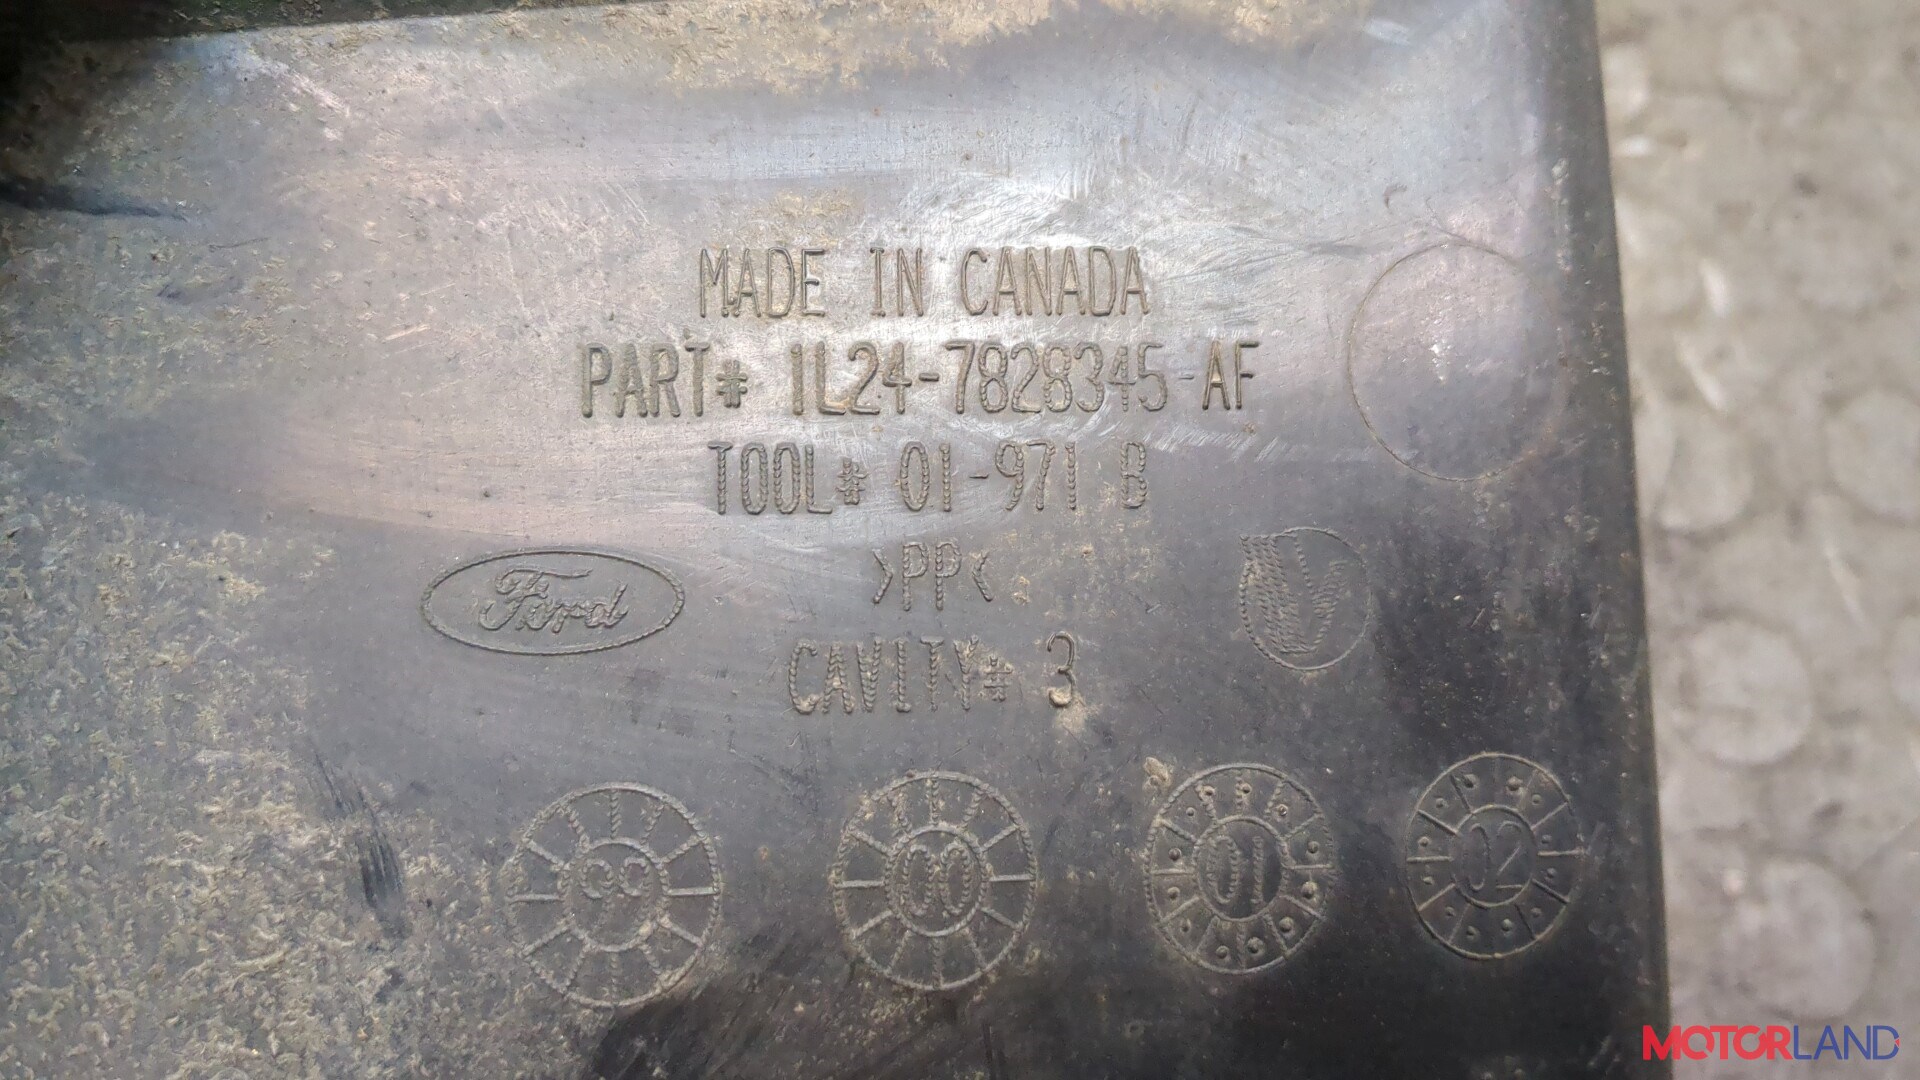 MADE IN CANADA
PART# 1L24-7828345-AF
TOOL# 01-971 B
>PP<
Ford
CAVITY# 3
99
00
01
02
MOTORLAND